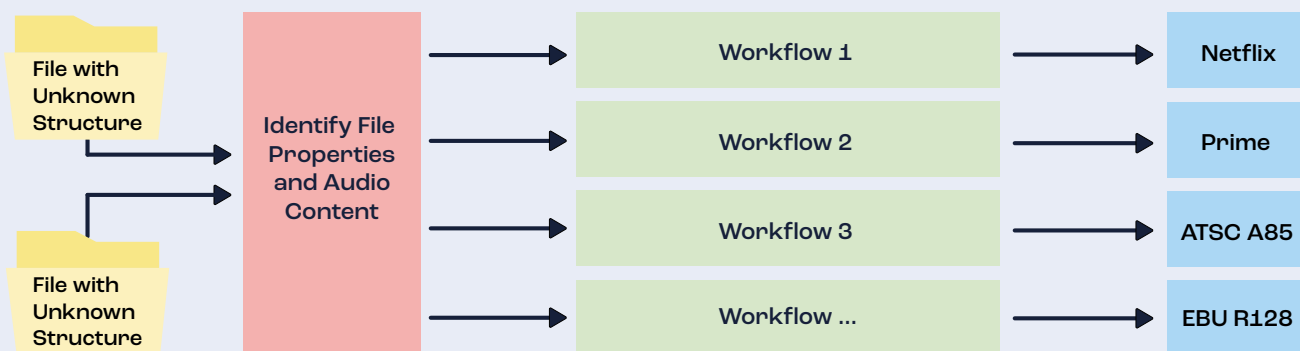 File with
Unknown
Structure
File with
Unknown
Structure
Identify File
Properties
and Audio
Content
Workflow 1
Workflow 2
Workflow 3
Workflow ...
Netflix
Prime
ATSC A85
EBU R128